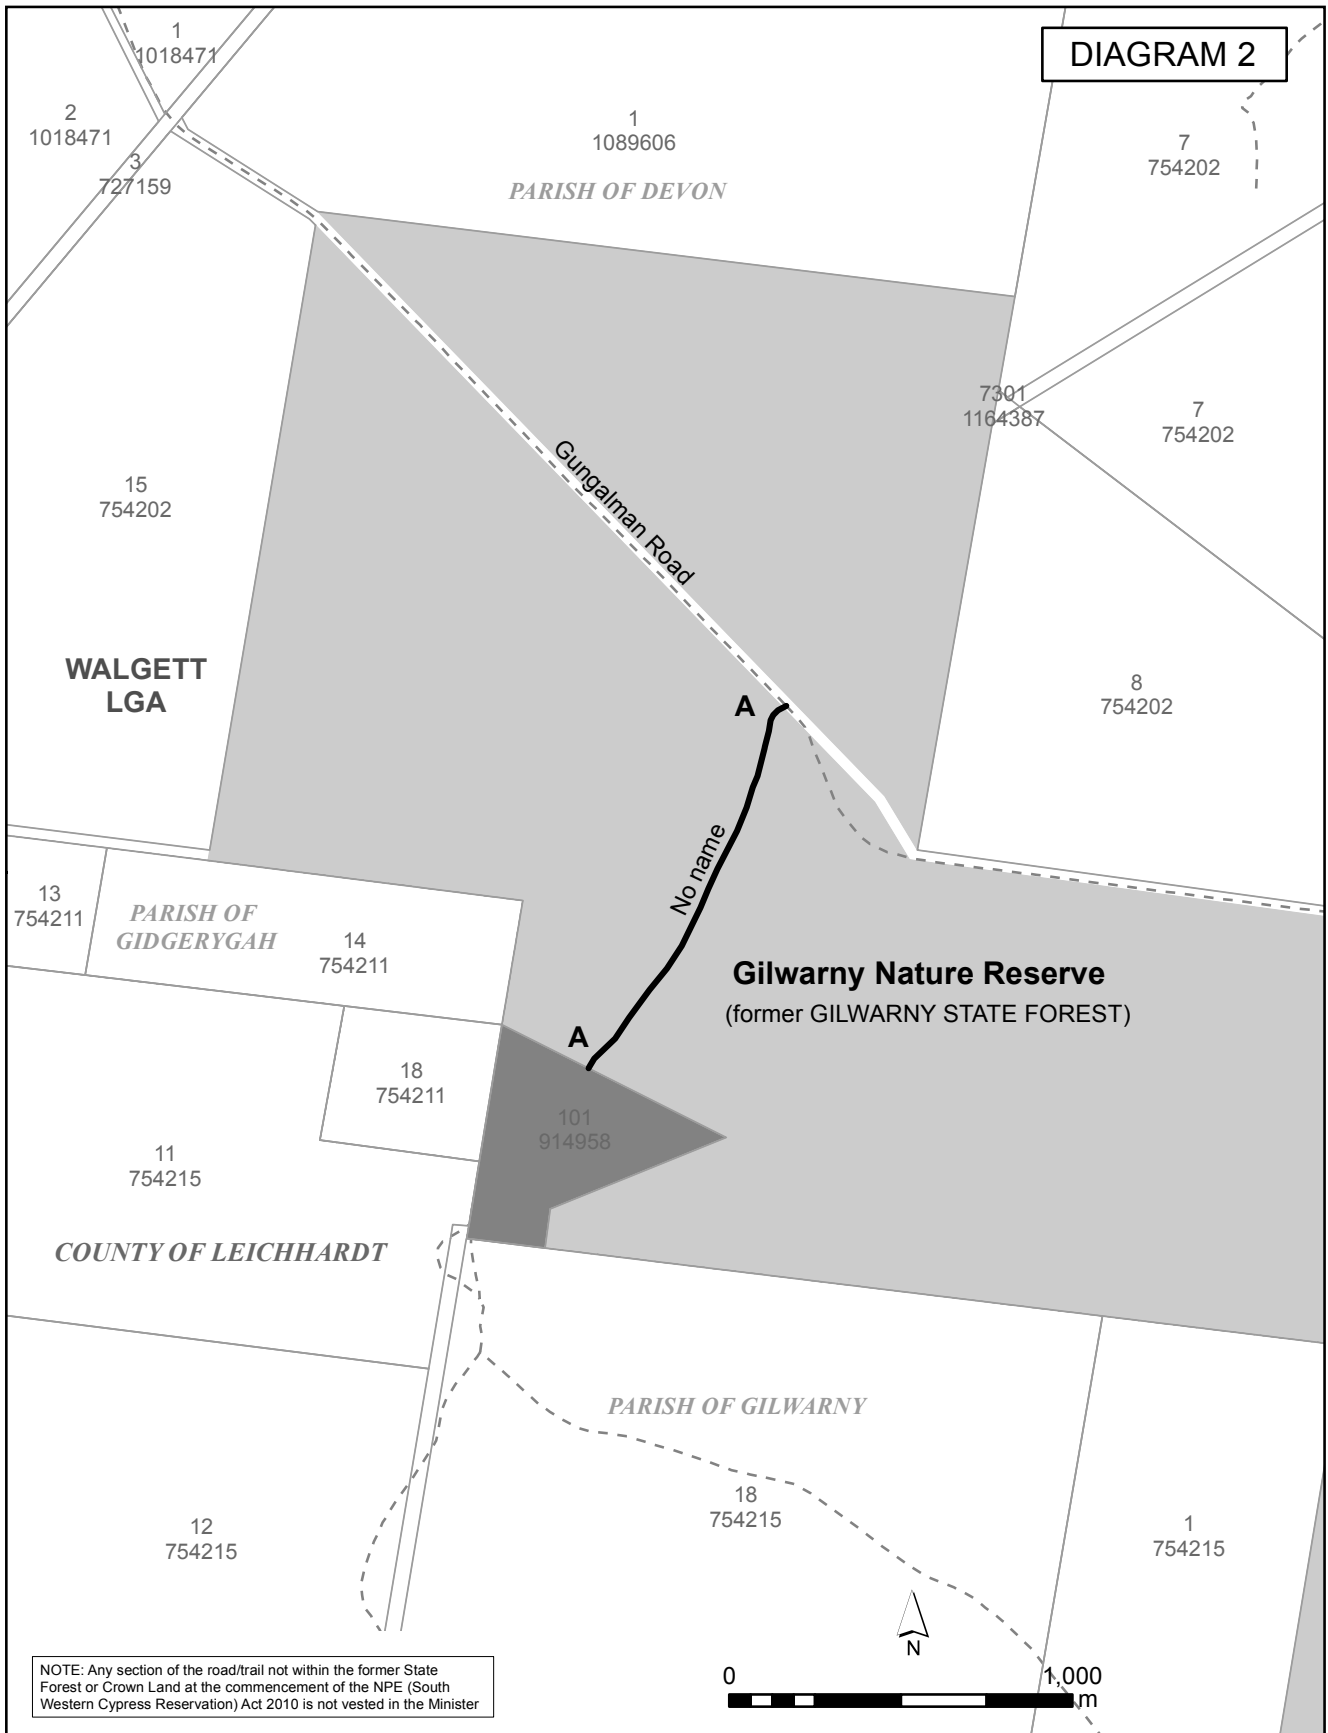 DIAGRAM 2
1
1018471
2
1018471
3
727159
1
1089606
PARISH OF DEVON
7
754202
7301
1164387
7
754202
15
754202
Gungalman Road
WALGETT
LGA
8
754202
A
No name
13
754211
PARISH OF
GIDGERYGAH
14
754211
Gilwarny Nature Reserve
(former GILWARNY STATE FOREST)
A
18
754211
101
914958
11
754215
COUNTY OF LEICHHARDT
PARISH OF GILWARNY
18
754215
12
754215
1
754215
N
0
1,000
m
NOTE: Any section of the road/trail not within the former State
Forest or Crown Land at the commencement of the NPE (South
Western Cypress Reservation) Act 2010 is not vested in the Minister